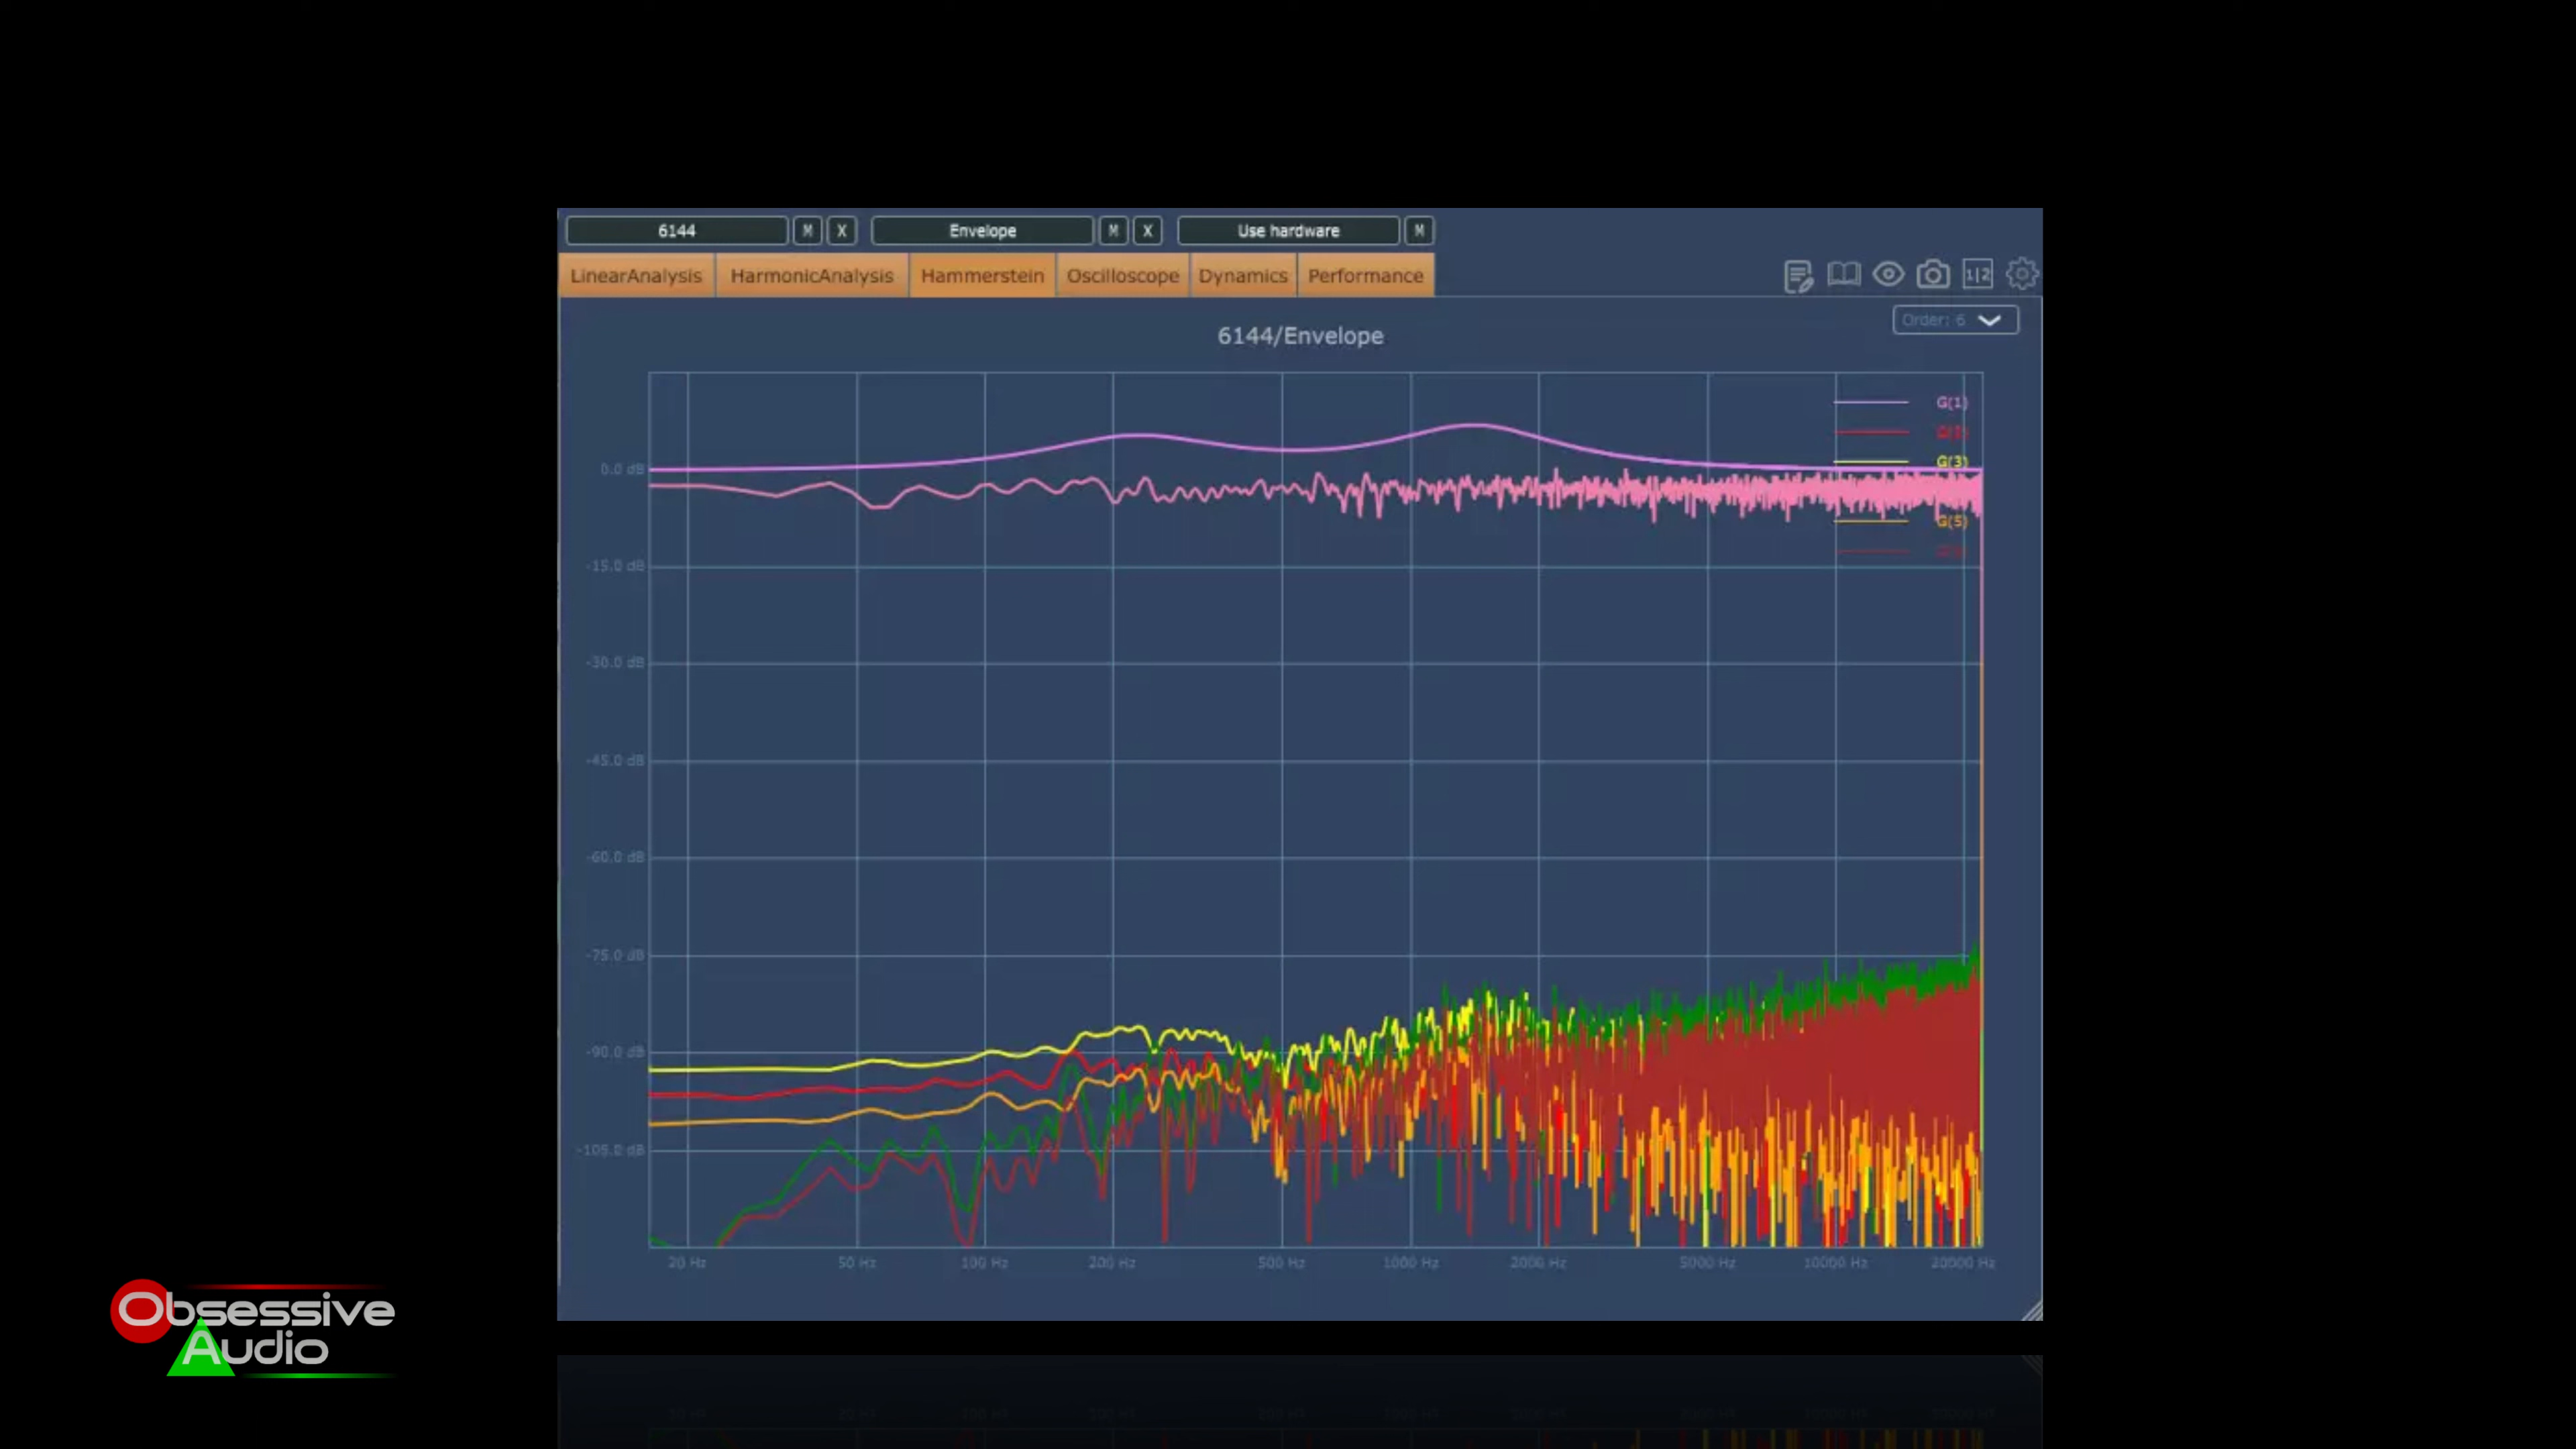 6144 M X Envelope M X Use hardware M
LinearAnalysis HarmonicAnalysis Hammerstein Oscilloscope Dynamics Performance
1|2
Order: 6
6144/Envelope
G(1)
G(3)
G(5)
0.0 dB
-15.0 dB
-30.0 dB
-45.0 dB
-60.0 dB
-75.0 dB
-90.0 dB
-105.0 dB
20 Hz 50 Hz 100 Hz 200 Hz 500 Hz 1000 Hz 2000 Hz 5000 Hz 10000 Hz 20000 Hz
Obsessive
Audio